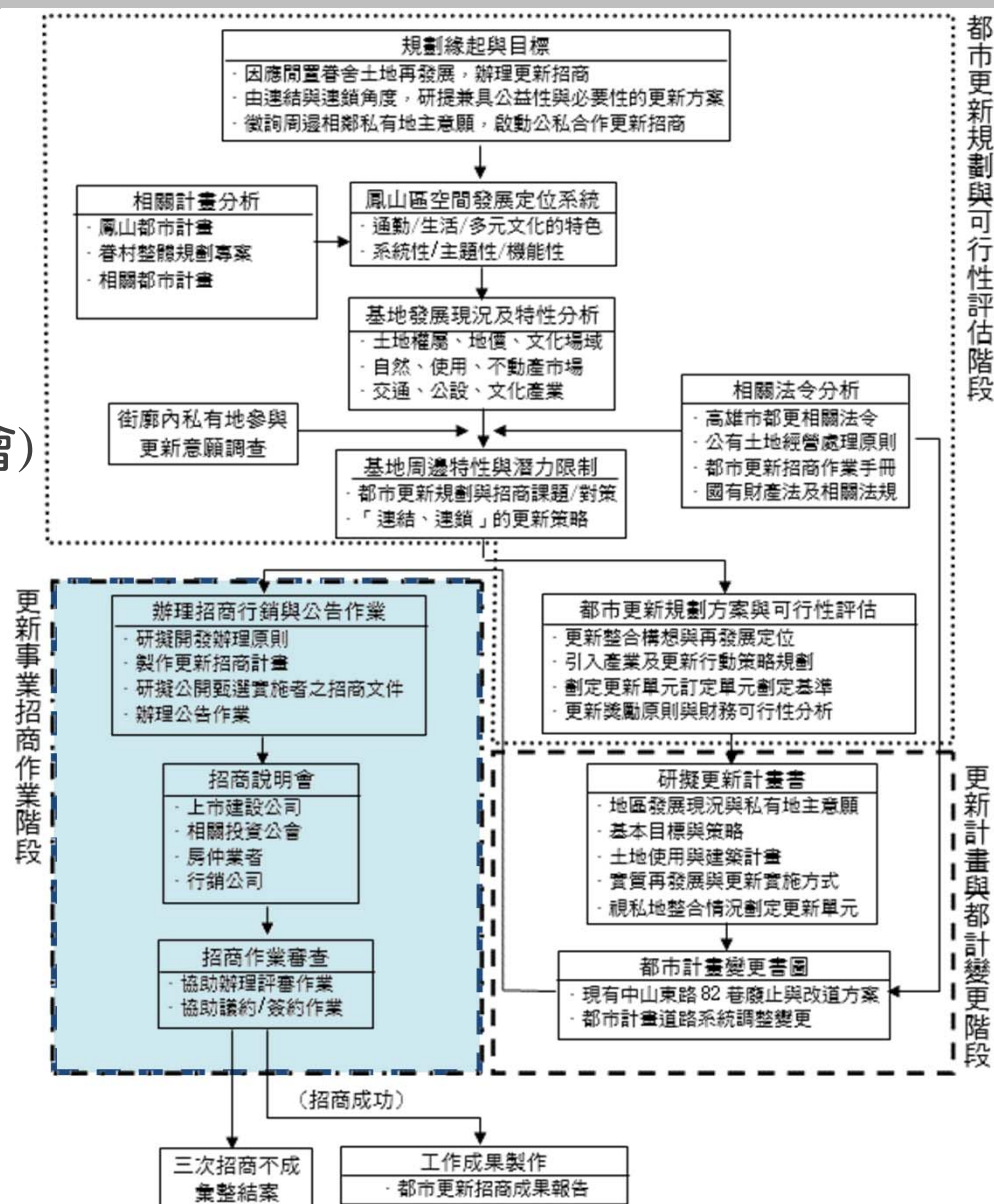 都市更新規劃與可行性評估階段
規劃緣起與目標
· 因應閒置眷舍土地再發展，辦理更新招商
· 由連結與連鎖角度，研提兼具公益性與必要性的更新方案
· 徵詢周邊相鄰私有地主意願，啟動公私合作更新招商
相關計畫分析
· 鳳山都市計畫
· 眷村整體規劃專案
· 相關都市計畫
鳳山區空間發展定位系統
· 通勤/生活/多元文化的特色
· 系統性/主題性/機能性
基地發展現況及特性分析
· 土地權屬、地價、文化場域
· 自然、使用、不動產市場
· 交通、公設、文化產業
會)
街廓內私有地參與
更新意願調查
相關法令分析
· 高雄市都更相關法令
· 公有土地經營處理原則
· 都市更新招商作業手冊
· 國有財產法及相關法規
基地周邊特性與潛力限制
· 都市更新規劃與招商課題/對策
· 「連結、連鎖」的更新策略
更新事業招商作業階段
辦理招商行銷與公告作業
· 研擬開發辦理原則
· 製作更新招商計畫
· 研擬公開甄選實施者之招商文件
· 辦理公告作業
都市更新規劃方案與可行性評估
· 更新整合構想與再發展定位
· 引入產業及更新行動策略規劃
· 劃定更新單元訂定單元劃定基準
· 更新獎勵原則與財務可行性分析
招商說明會
· 上市建設公司
· 相關投資公會
· 房仲業者
· 行銷公司
更新計畫與都計變更階段
研擬更新計畫書
· 地區發展現況與私有地主意願
· 基本目標與策略
· 土地使用與建築計畫
· 實質再發展與更新實施方式
· 視私地整合情況劃定更新單元
招商作業審查
· 協助辦理評審作業
· 協助議約/簽約作業
都市計畫變更書圖
· 現有中山東路 82 巷廢止與改道方案
· 都市計畫道路系統調整變更
（招商成功）
三次招商不成
彙整結案
工作成果製作
· 都市更新招商成果報告